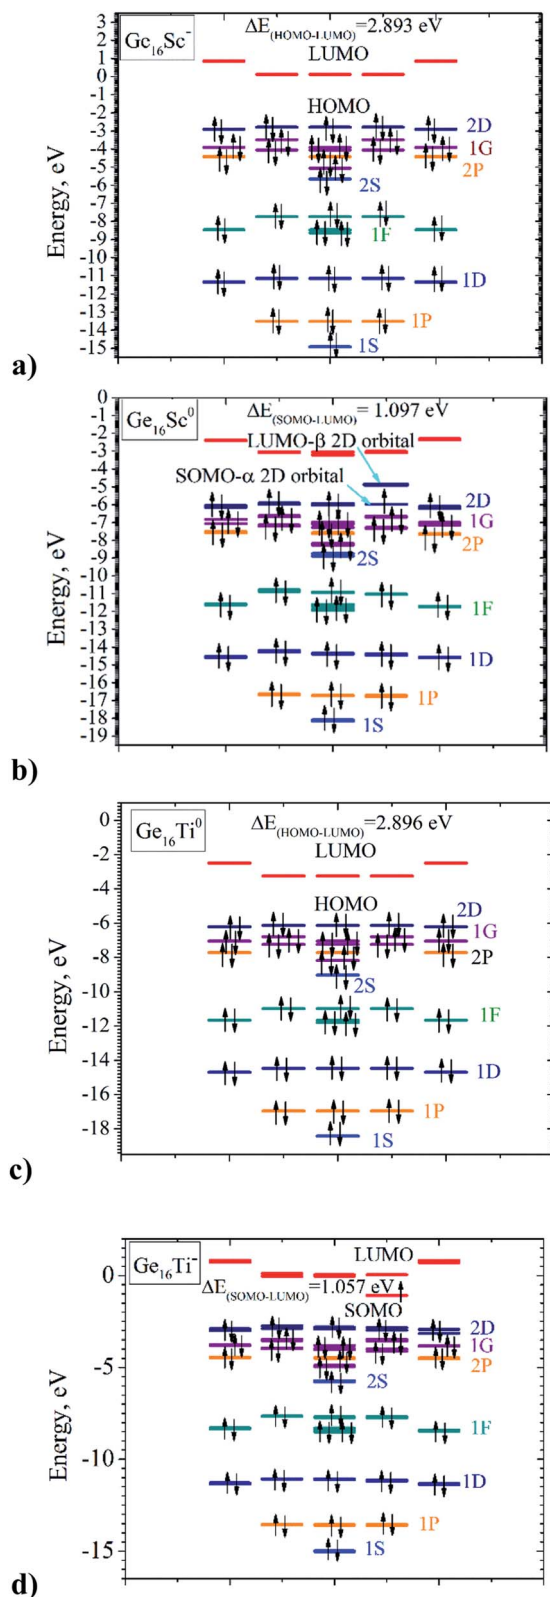 Ge₁₆Sc⁻
ΔE(HOMO-LUMO)=2.893 eV
LUMO
HOMO
2D
1G
2P
2S
1F
1D
1P
1S
Energy, eV
3
2
1
0
-1
-2
-3
-4
-5
-6
-7
-8
-9
-10
-11
-12
-13
-14
-15
a)
Ge₁₆Sc⁰
ΔE(SOMO-LUMO)= 1.097 eV
LUMO-β 2D orbital
SOMO-α 2D orbital
2D
1G
2P
2S
1F
1D
1P
1S
Energy, eV
0
-1
-2
-3
-4
-5
-6
-7
-8
-9
-10
-11
-12
-13
-14
-15
-16
-17
-18
-19
b)
Ge₁₆Ti⁰
ΔE(HOMO-LUMO)=2.896 eV
LUMO
HOMO
2D
1G
2P
2S
1F
1D
1P
1S
Energy, eV
0
-2
-4
-6
-8
-10
-12
-14
-16
-18
c)
Ge₁₆Ti⁻
LUMO
ΔE(SOMO-LUMO)=1.057 eV
SOMO
2D
1G
2P
2S
1F
1D
1P
1S
Energy, eV
0
-5
-10
-15
d)